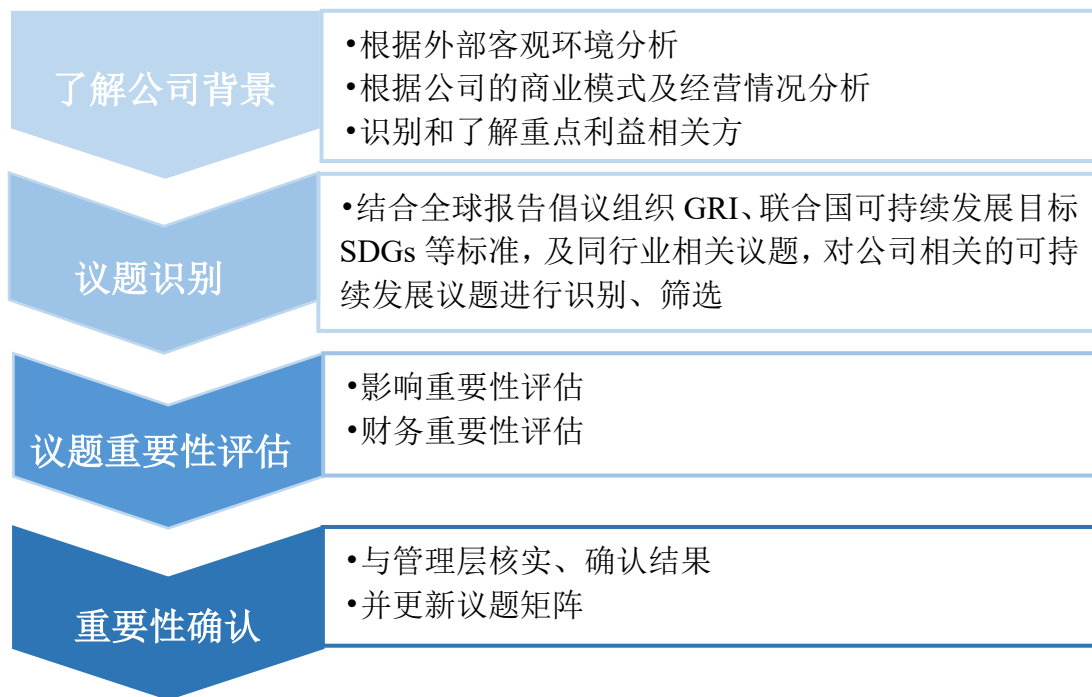 了解公司背景
•根据外部客观环境分析
•根据公司的商业模式及经营情况分析
•识别和了解重点利益相关方
议题识别
•结合全球报告倡议组织 GRI、联合国可持续发展目标
SDGs 等标准，及同行业相关议题，对公司相关的可持
续发展议题进行识别、筛选
议题重要性评估
•影响重要性评估
•财务重要性评估
重要性确认
•与管理层核实、确认结果
•并更新议题矩阵